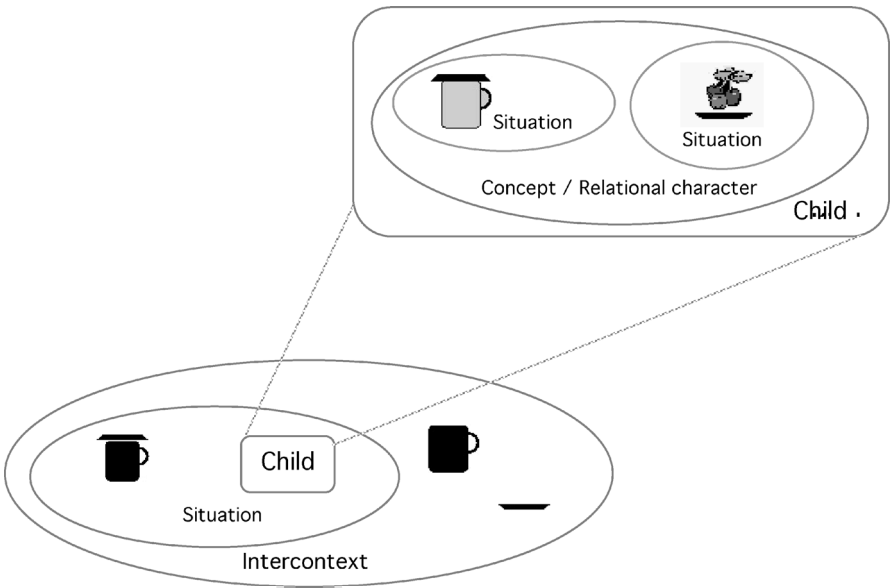 Situation
Situation
Concept / Relational character
Child
Child
Situation
Intercontext